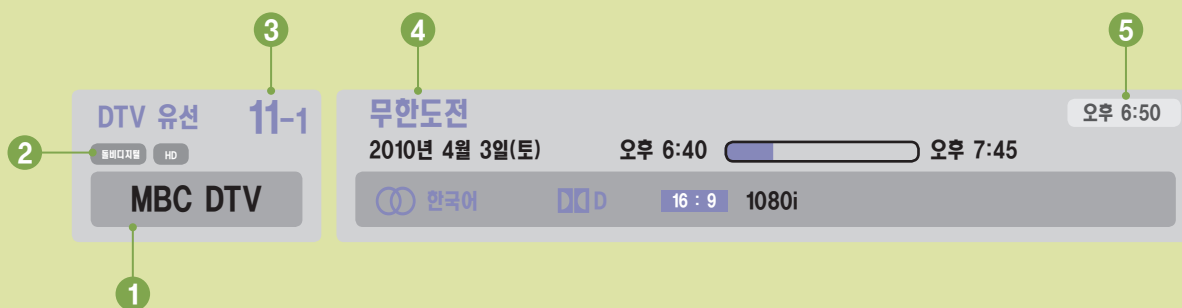 3
4
5
DTV 유선 11-1
무한도전
오후 6:50
2
돌비디지털 HD
2010년 4월 3일(토) 오후 6:40 오후 7:45
MBC DTV
한국어 D 16 : 9 1080i
1